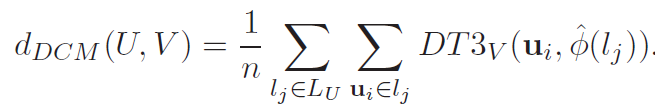 $d_{DCM}(U, V) = \frac{1}{n} \sum_{l_j \in L_U} \sum_{\mathbf{u}_i \in l_j} DT3_V(\mathbf{u}_i, \hat{\phi}(l_j)).$